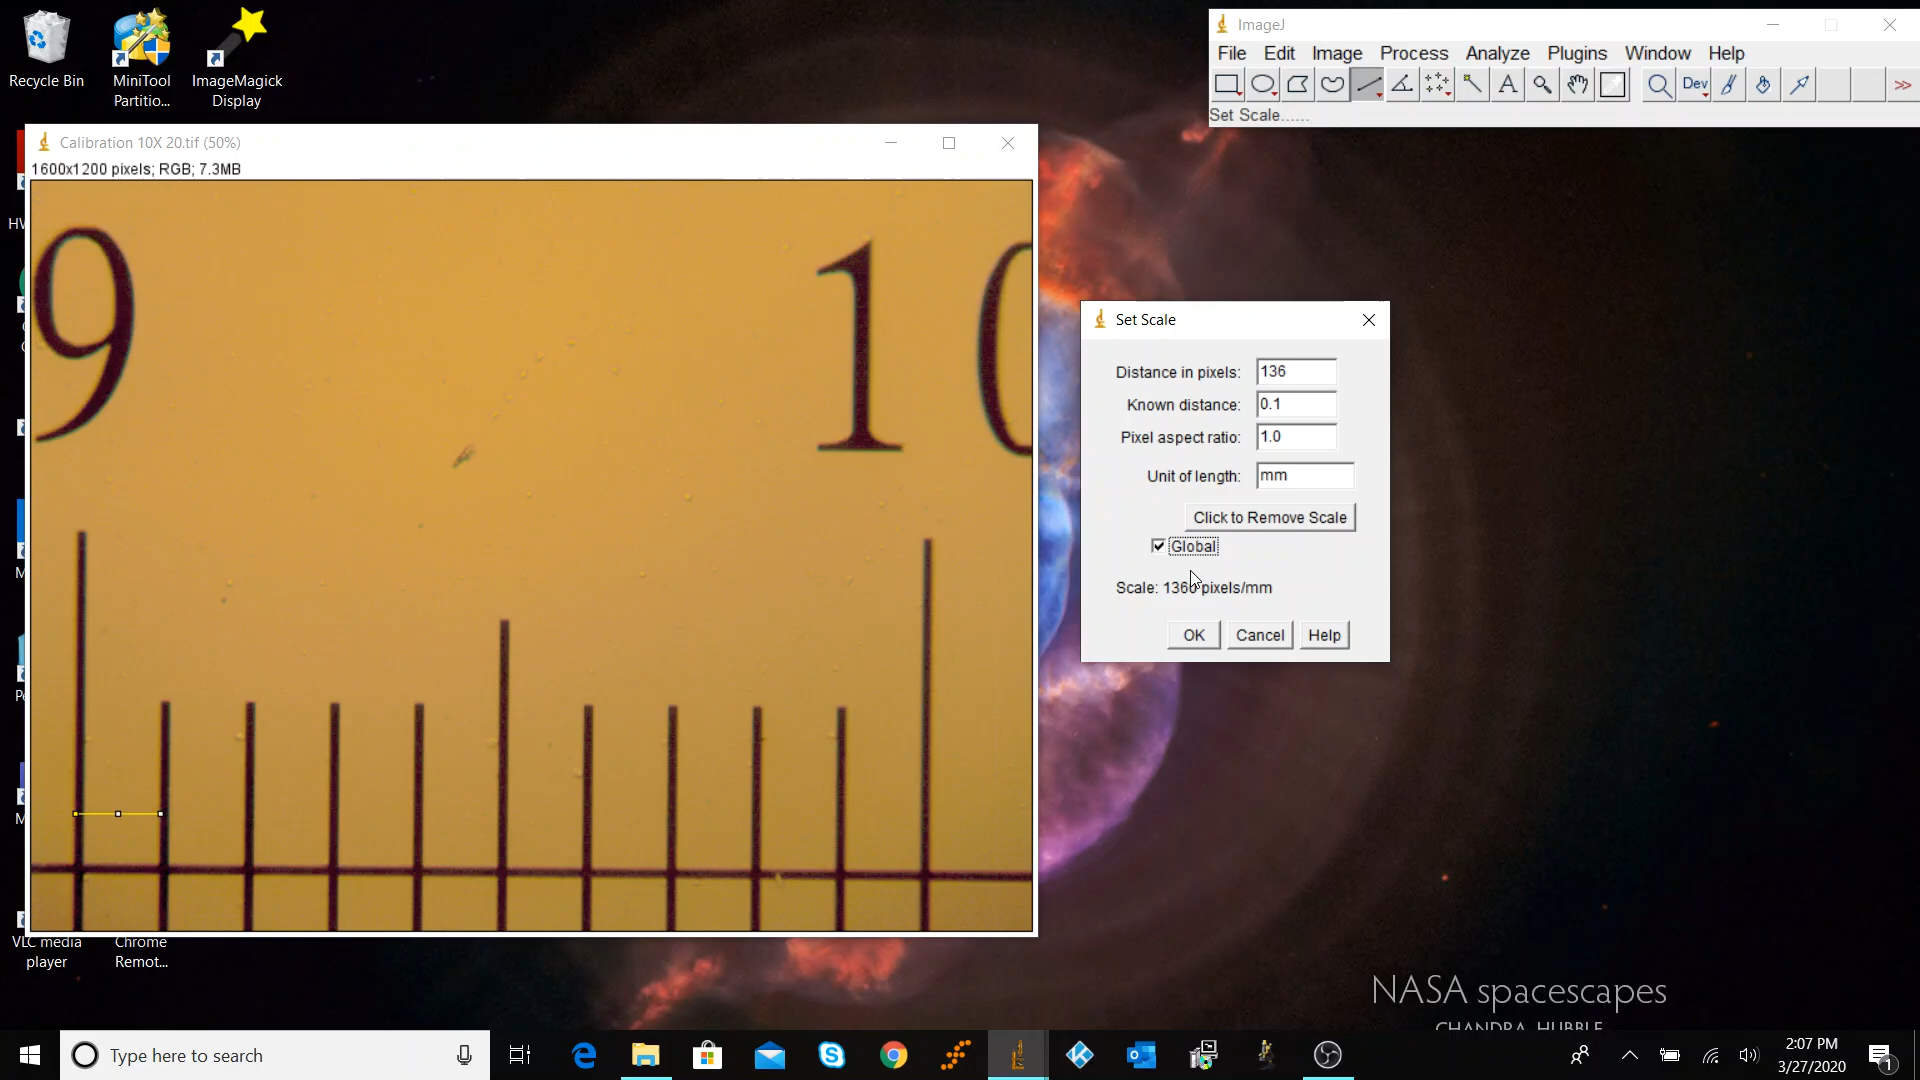 Recycle Bin
MiniTool
Partitio...
ImageMagick
Display
ImageJ
File Edit Image Process Analyze Plugins Window Help
Dev
Set Scale......
Calibration 10X 20.tif (50%)
1600x1200 pixels; RGB; 7.3MB
9 10
Set Scale
Distance in pixels: 136
Known distance: 0.1
Pixel aspect ratio: 1.0
Unit of length: mm
Click to Remove Scale
Global
Scale: 1360 pixels/mm
OK Cancel Help
VLC media
player
Chrome
Remot...
NASA spacescapes
CHANDRA, HUBBLE
Type here to search
2:07 PM
3/27/2020
1